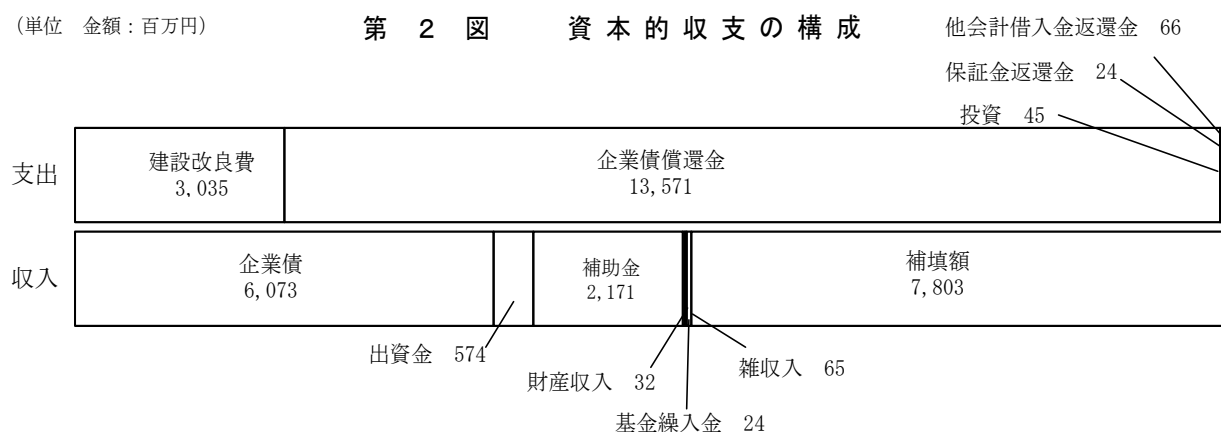 (単位 金額：百万円)
第 2 図 資本的収支の構成
他会計借入金返還金 66
保証金返還金 24
投資 45
支出
建設改良費
3,035
企業債償還金
13,571
収入
企業債
6,073
補助金
2,171
補填額
7,803
出資金 574
財産収入 32
雑収入 65
基金繰入金 24